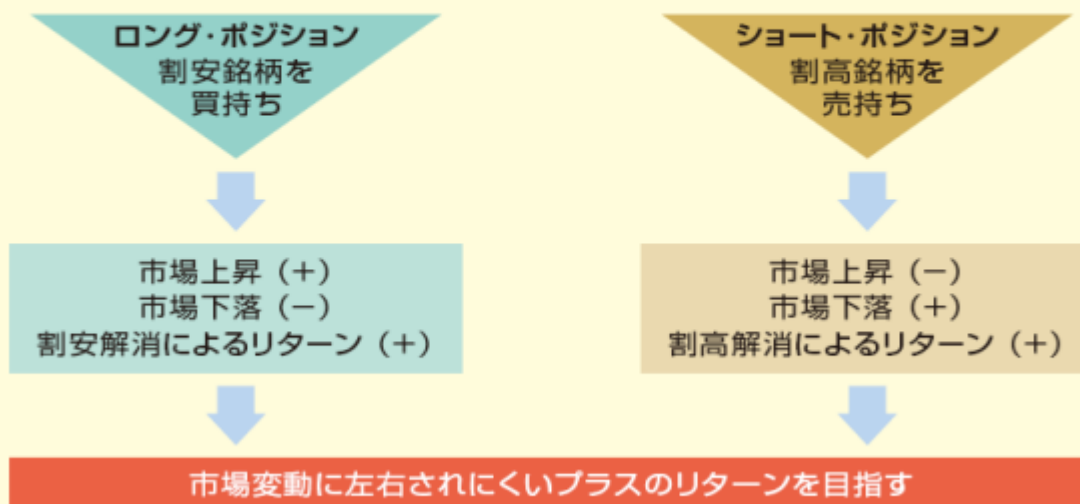 ロング・ポジション
割安銘柄を
買持ち
ショート・ポジション
割高銘柄を
売持ち
市場上昇（+）
市場下落（−）
割安解消によるリターン（+）
市場上昇（−）
市場下落（+）
割高解消によるリターン（+）
市場変動に左右されにくいプラスのリターンを目指す